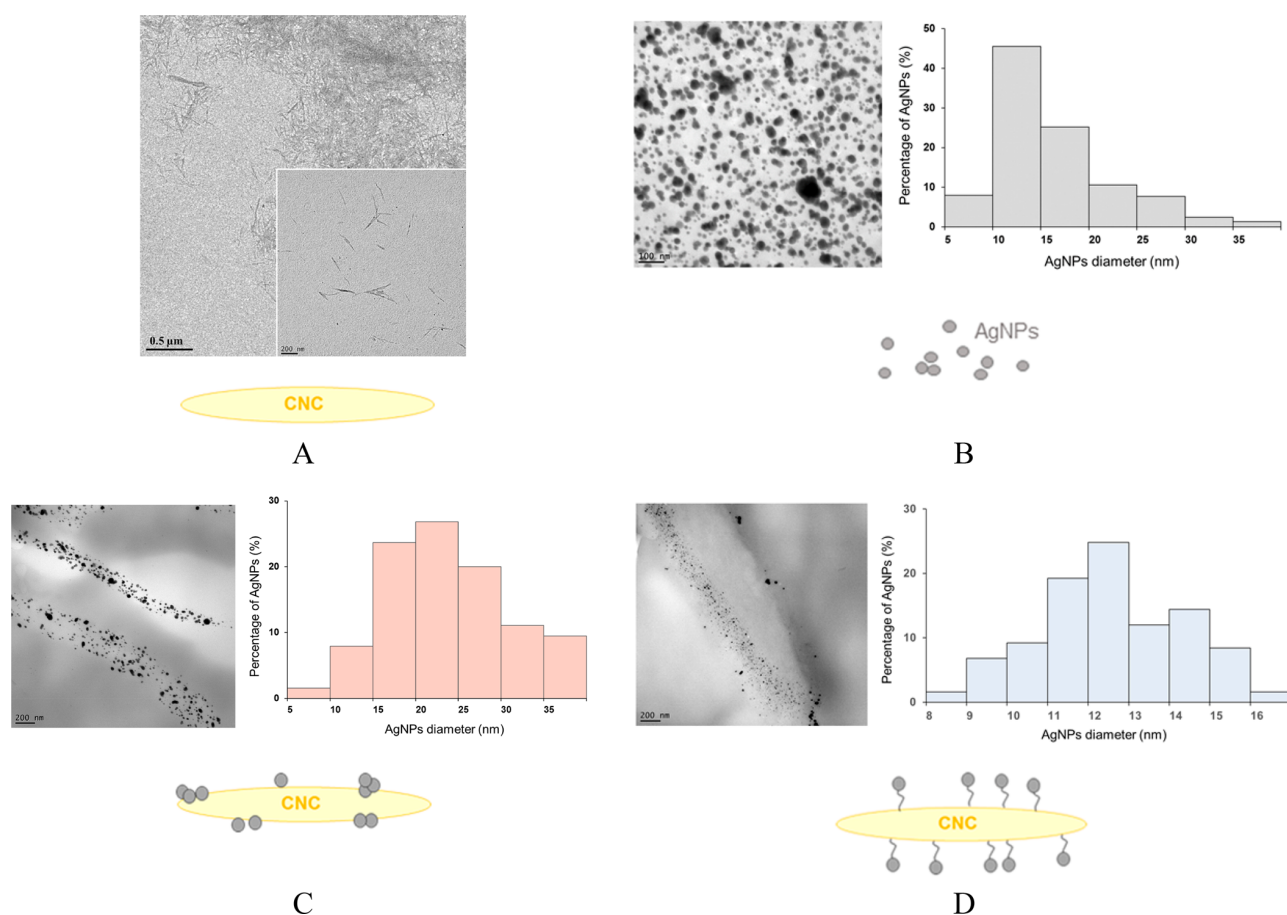 0.5 µm
200 nm
CNC
A
100 nm
Percentage of AgNPs (%)
50
40
30
20
10
0
5 10 15 20 25 30 35
AgNPs diameter (nm)
AgNPs
B
200 nm
Percentage of AgNPs (%)
30
20
10
0
5 10 15 20 25 30 35
AgNPs diameter (nm)
CNC
C
200 nm
Percentage of AgNPs (%)
30
20
10
0
8 9 10 11 12 13 14 15 16
AgNPs diameter (nm)
CNC
D